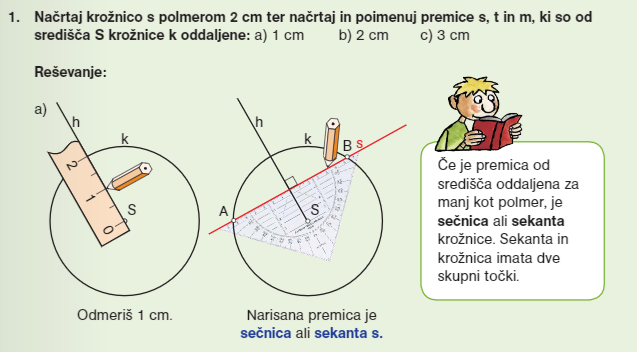 1. Načrtaj krožnico s polmerom 2 cm ter načrtaj in poimenuj premice s, t in m, ki so od
središča S krožnice k oddaljene: a) 1 cm b) 2 cm c) 3 cm
Reševanje:
a)
h
k
2
1
0
S
Odmeriš 1 cm.
h
k
B
s
A
S
Narisana premica je
sečnica ali sekanta s.
Če je premica od
središča oddaljena za
manj kot polmer, je
sečnica ali sekanta
krožnice. Sekanta in
krožnica imata dve
skupni točki.